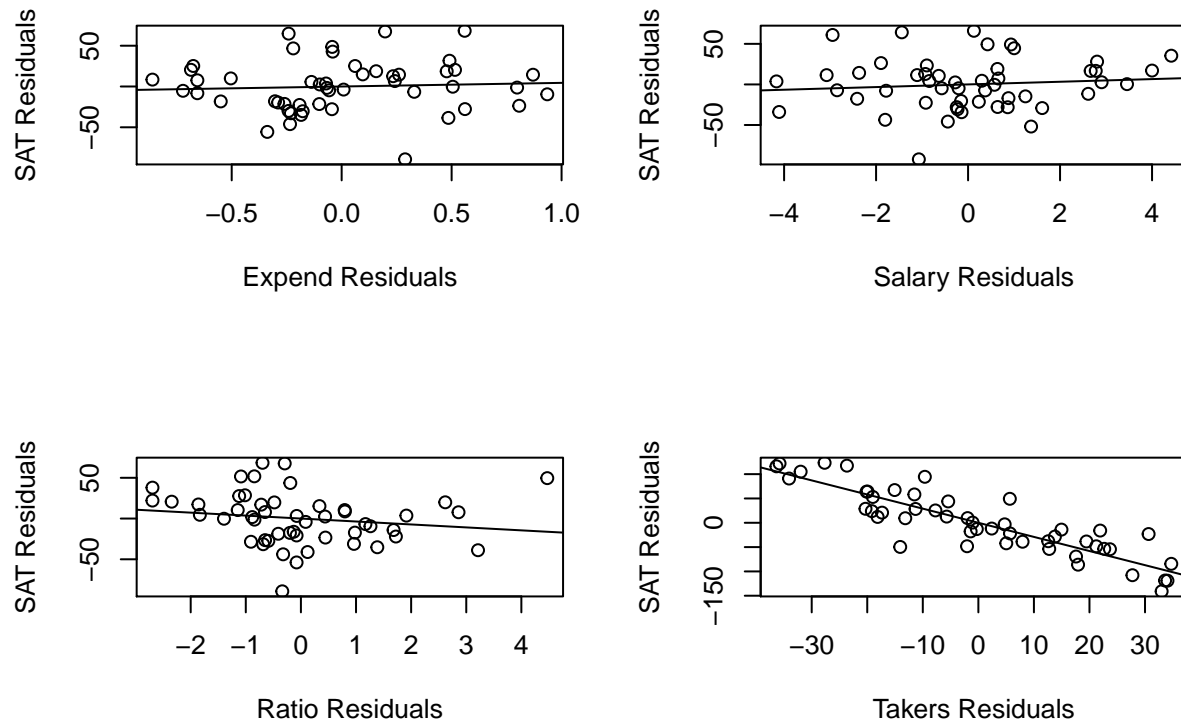 SAT Residuals
50
−50
−0.5 0.0 0.5 1.0
Expend Residuals
SAT Residuals
50
−50
−4 −2 0 2 4
Salary Residuals
SAT Residuals
50
−50
−2 −1 0 1 2 3 4
Ratio Residuals
SAT Residuals
0
−150
−30 −10 0 10 20 30
Takers Residuals